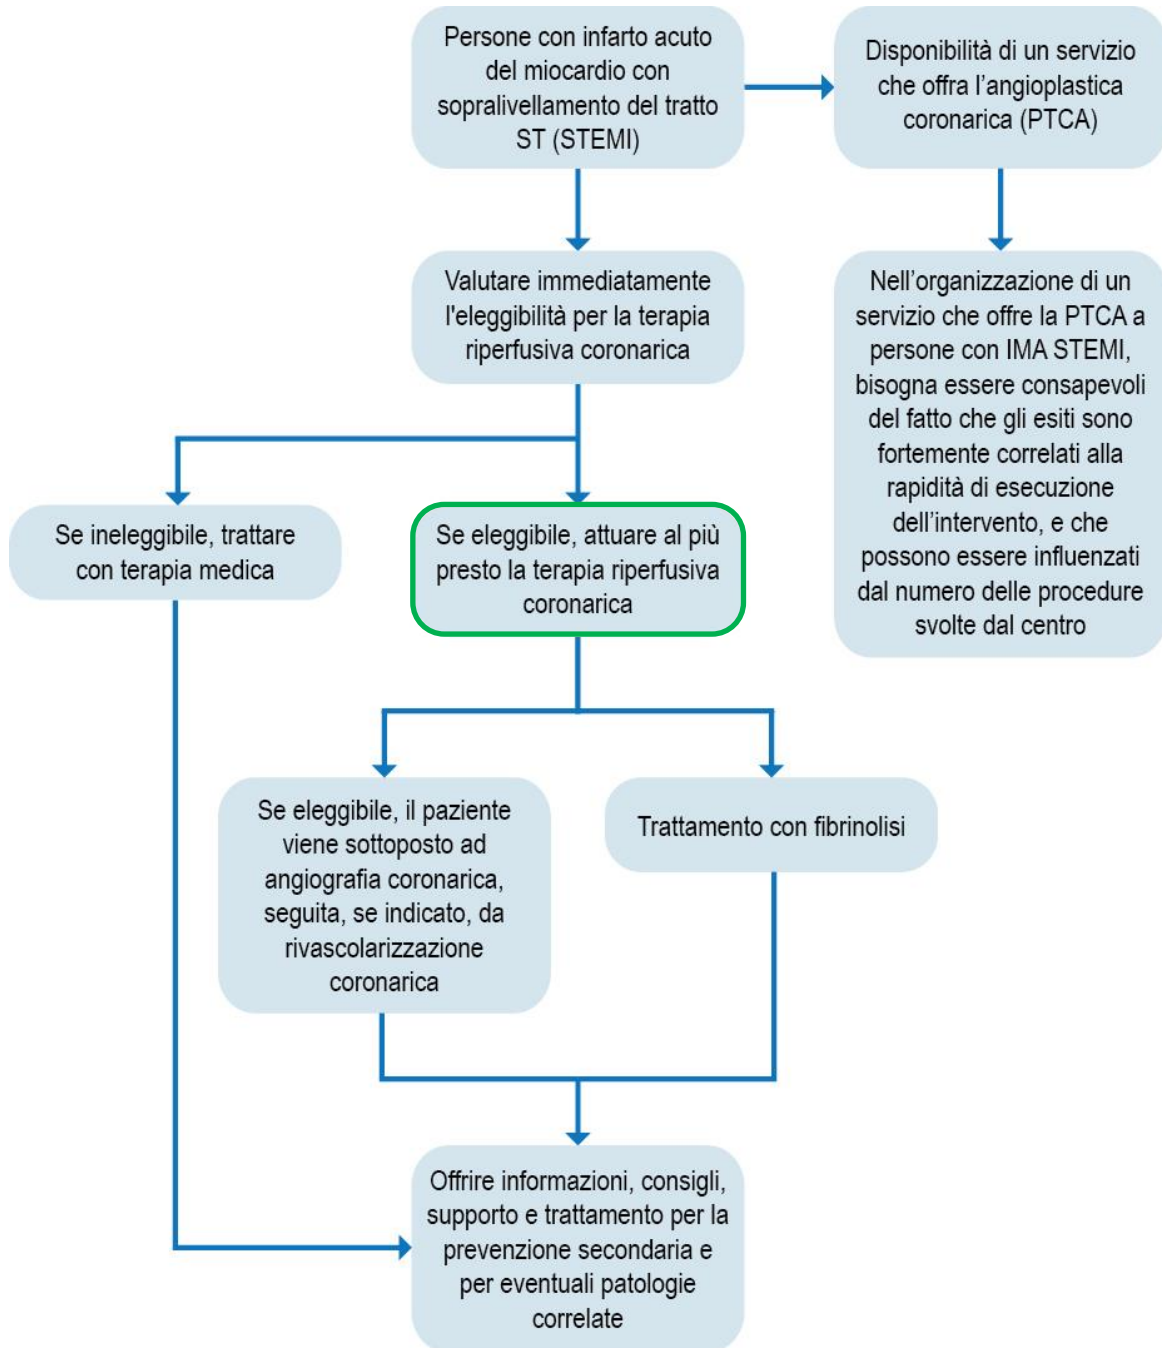 Persone con infarto acuto
del miocardio con
sopralivellamento del tratto
ST (STEMI)
Disponibilità di un servizio
che offra l’angioplastica
coronarica (PTCA)
Valutare immediatamente
l'eleggibilità per la terapia
riperfusiva coronarica
Nell’organizzazione di un
servizio che offre la PTCA a
persone con IMA STEMI,
bisogna essere consapevoli
del fatto che gli esiti sono
fortemente correlati alla
rapidità di esecuzione
dell’intervento, e che
possono essere influenzati
dal numero delle procedure
svolte dal centro
Se ineleggibile, trattare
con terapia medica
Se eleggibile, attuare al più
presto la terapia riperfusiva
coronarica
Se eleggibile, il paziente
viene sottoposto ad
angiografia coronarica,
seguita, se indicato, da
rivascolarizzazione
coronarica
Trattamento con fibrinolisi
Offrire informazioni, consigli,
supporto e trattamento per la
prevenzione secondaria e
per eventuali patologie
correlate